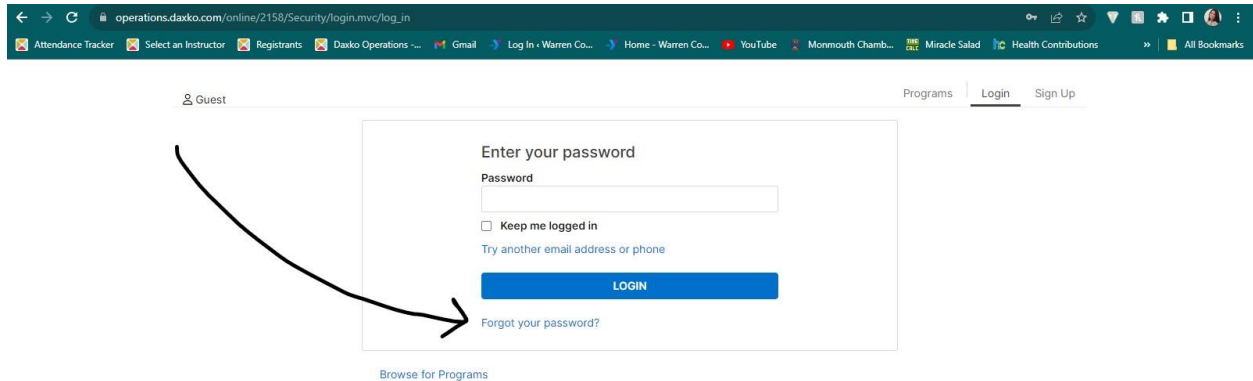 operations.daxko.com/online/2158/Security/login.mvc/log_in
Attendance Tracker Select an Instructor Registrants Daxko Operations -... Gmail Log In ‹ Warren Co... Home - Warren Co... YouTube Monmouth Chamb... Miracle Salad Health Contributions » All Bookmarks
Guest Programs Login Sign Up
Enter your password
Password
Keep me logged in
Try another email address or phone
LOGIN
Forgot your password?
Browse for Programs